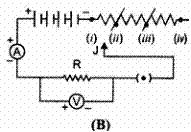 + −
(i) (ii) (iii) (iv)
A
+
−
J
R
(•)
+ V −
(B)